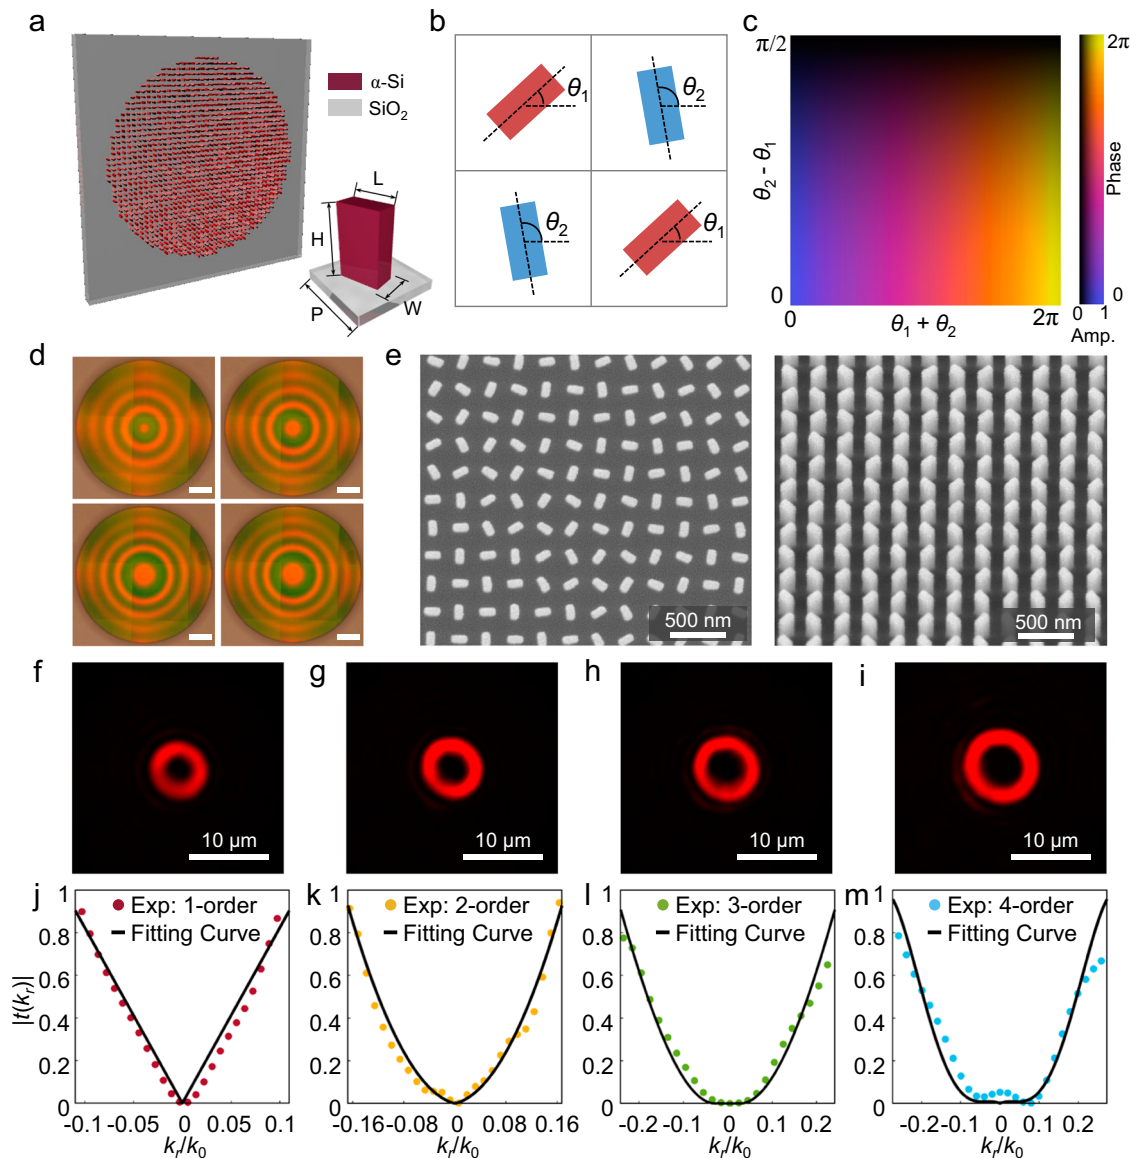 a
α-Si
SiO2
L
H
W
P
b
θ1
θ2
θ2
θ1
c
π/2
θ2 - θ1
0
0
θ1 + θ2
2π
2π
Phase
0 1
Amp.
d
e
500 nm
500 nm
f
10 μm
g
10 μm
h
10 μm
i
10 μm
j
Exp: 1-order
Fitting Curve
|t(kr)|
1
0.8
0.6
0.4
0.2
0
-0.1 -0.05 0 0.05 0.1
kr/k0
k
Exp: 2-order
Fitting Curve
1
0.8
0.6
0.4
0.2
0
-0.16 -0.08 0 0.08 0.16
kr/k0
l
Exp: 3-order
Fitting Curve
1
0.8
0.6
0.4
0.2
0
-0.2 -0.1 0 0.1 0.2
kr/k0
m
Exp: 4-order
Fitting Curve
1
0.8
0.6
0.4
0.2
0
-0.2 -0.1 0 0.1 0.2
kr/k0